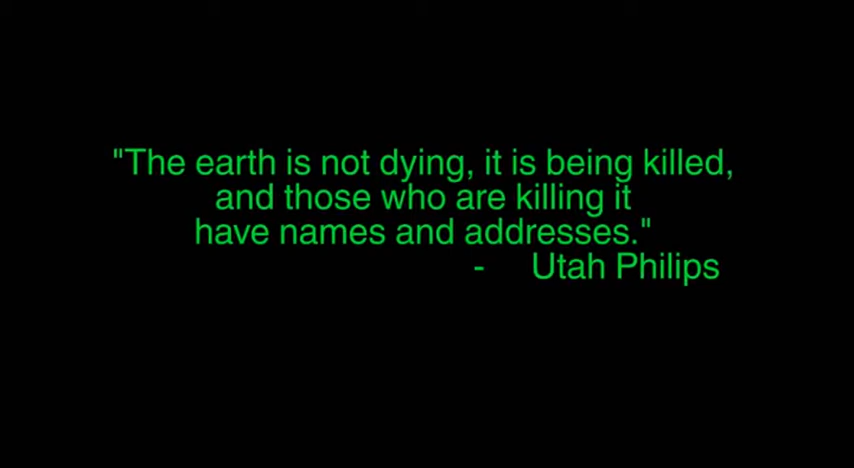 "The earth is not dying, it is being killed,
and those who are killing it
have names and addresses."
- Utah Philips